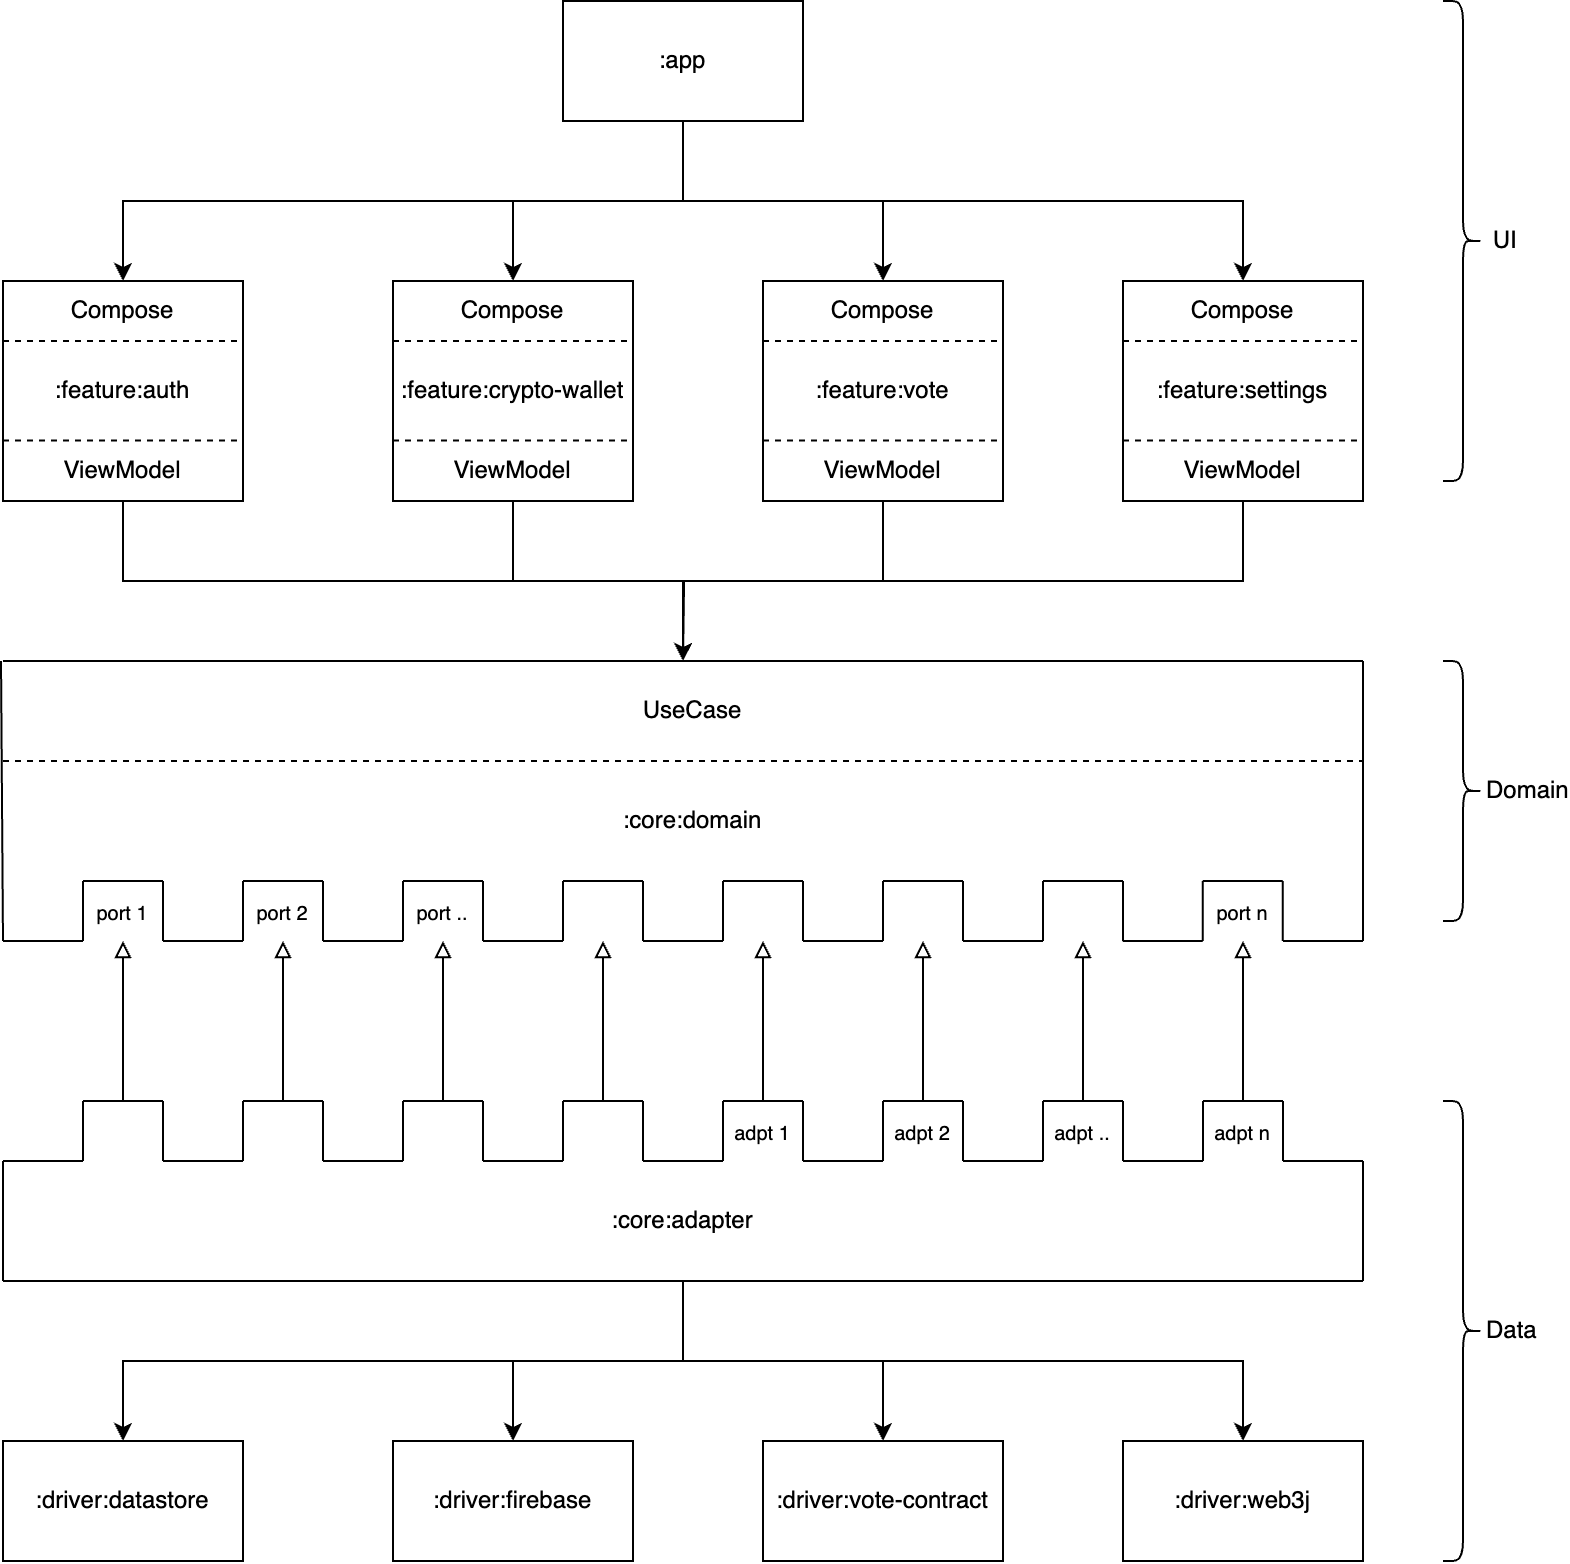 :app
UI
Compose
Compose
Compose
Compose
:feature:auth
:feature:crypto-wallet
:feature:vote
:feature:settings
ViewModel
ViewModel
ViewModel
ViewModel
UseCase
Domain
:core:domain
port 1
port 2
port ..
port n
adpt 1
adpt 2
adpt ..
adpt n
:core:adapter
Data
:driver:datastore
:driver:firebase
:driver:vote-contract
:driver:web3j